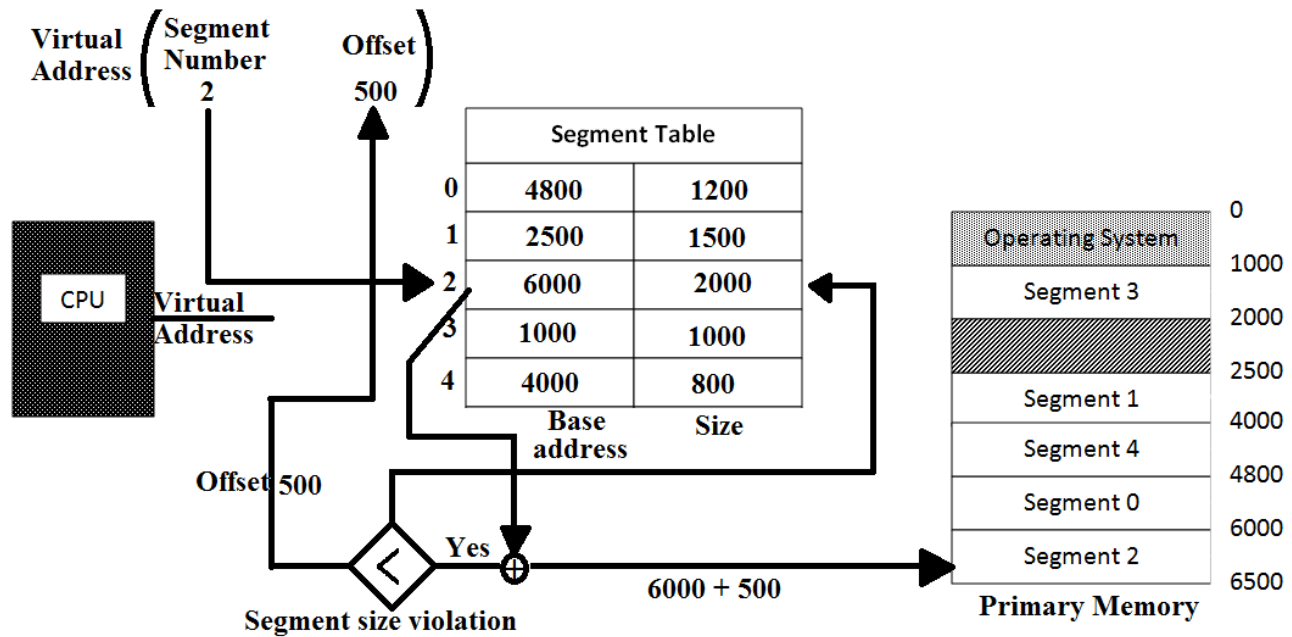 Virtual Address
Segment Number
2
Offset
500
Segment Table
0 4800 1200
1 2500 1500
2 6000 2000
3 1000 1000
4 4000 800
Base address
Size
CPU
Virtual Address
Offset 500
<
Yes
+
6000 + 500
Segment size violation
0
Operating System
1000
Segment 3
2000
2500
Segment 1
4000
Segment 4
4800
Segment 0
6000
Segment 2
6500
Primary Memory